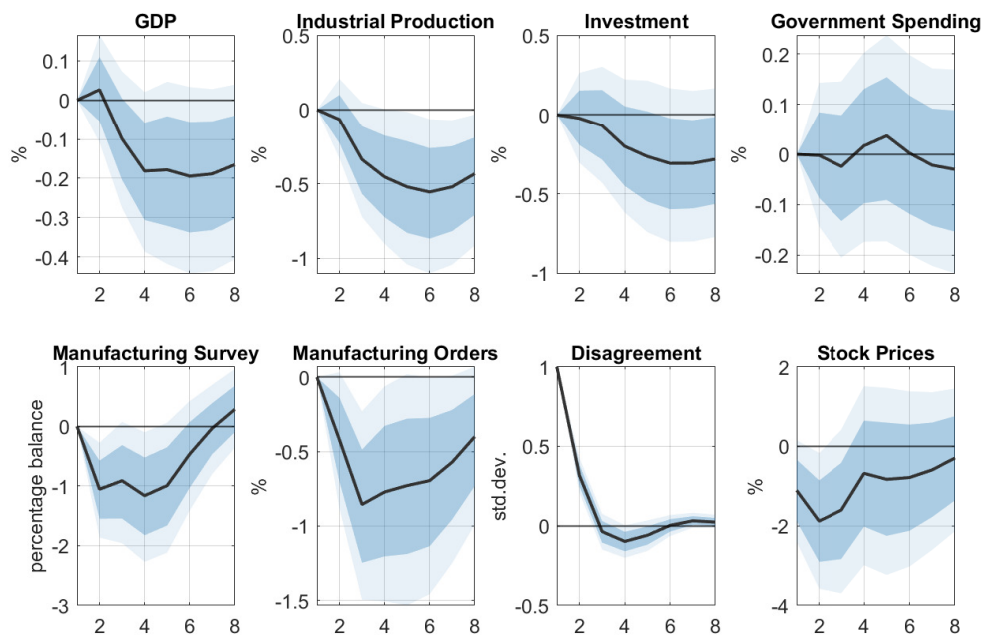 GDP
Industrial Production
Investment
Government Spending
%
0.1
0
-0.1
-0.2
-0.3
-0.4
2 4 6 8
%
0.5
0
-0.5
-1
2 4 6 8
%
0.5
0
-0.5
-1
2 4 6 8
%
0.2
0.1
0
-0.1
-0.2
2 4 6 8
Manufacturing Survey
Manufacturing Orders
Disagreement
Stock Prices
percentage balance
1
0
-1
-2
-3
2 4 6 8
%
0
-0.5
-1
-1.5
2 4 6 8
std.dev.
1
0.5
0
-0.5
2 4 6 8
%
2
0
-2
-4
2 4 6 8